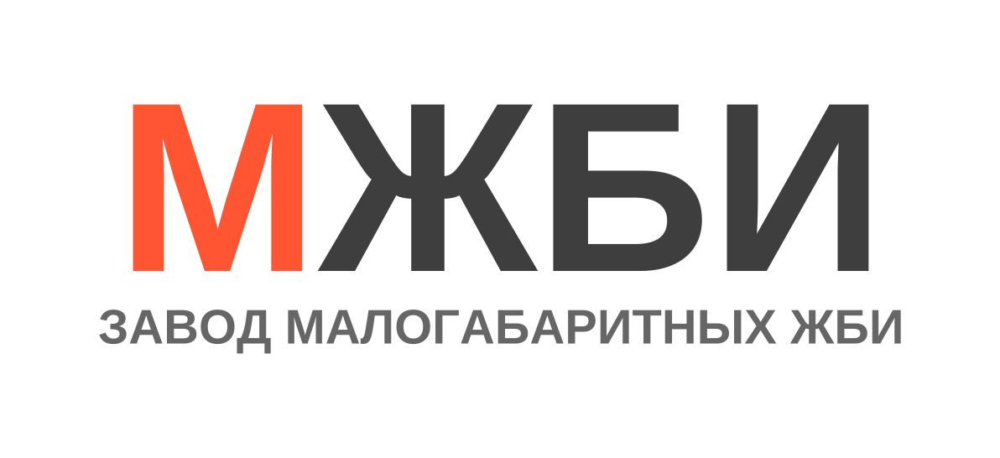 МЖБИ
ЗАВОД МАЛОГАБАРИТНЫХ ЖБИ